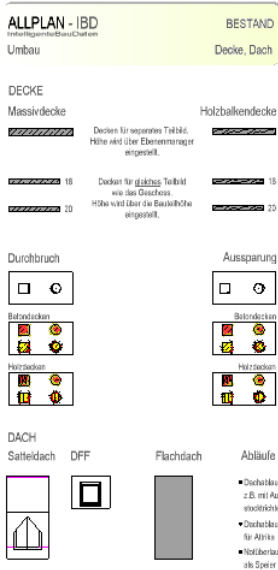 ALLPLAN - IBD
IntelligenteBauDaten
BESTAND
Umbau
Decke, Dach
DECKE
Massivdecke
Holzbalkendecke
Decken für separates Teilbild.
Höhe wird über Ebenenmanager
eingestellt.
18
Decken für gleiches Teilbild
wie das Geschoss.
Höhe wird über die Bauteilhöhe
eingestellt.
18
20
20
Durchbruch
Aussparung
Betondecken
Betondecken
Holzdecken
Holzdecken
DACH
Satteldach
DFF
Flachdach
Abläufe
Dachablau
z.B. mit Au
Dachablau
für Attika
Notüberlau
als Speier